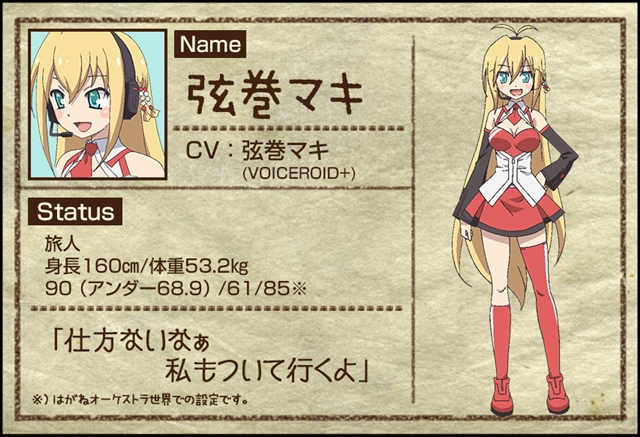 Name
弦巻マキ
CV：弦巻マキ
(VOICEROID+)
Status
旅人
身長160㎝/体重53.2㎏
90（アンダー68.9）/61/85※
「仕方ないなぁ
私もついて行くよ」
※）はがねオーケストラ世界での設定です。